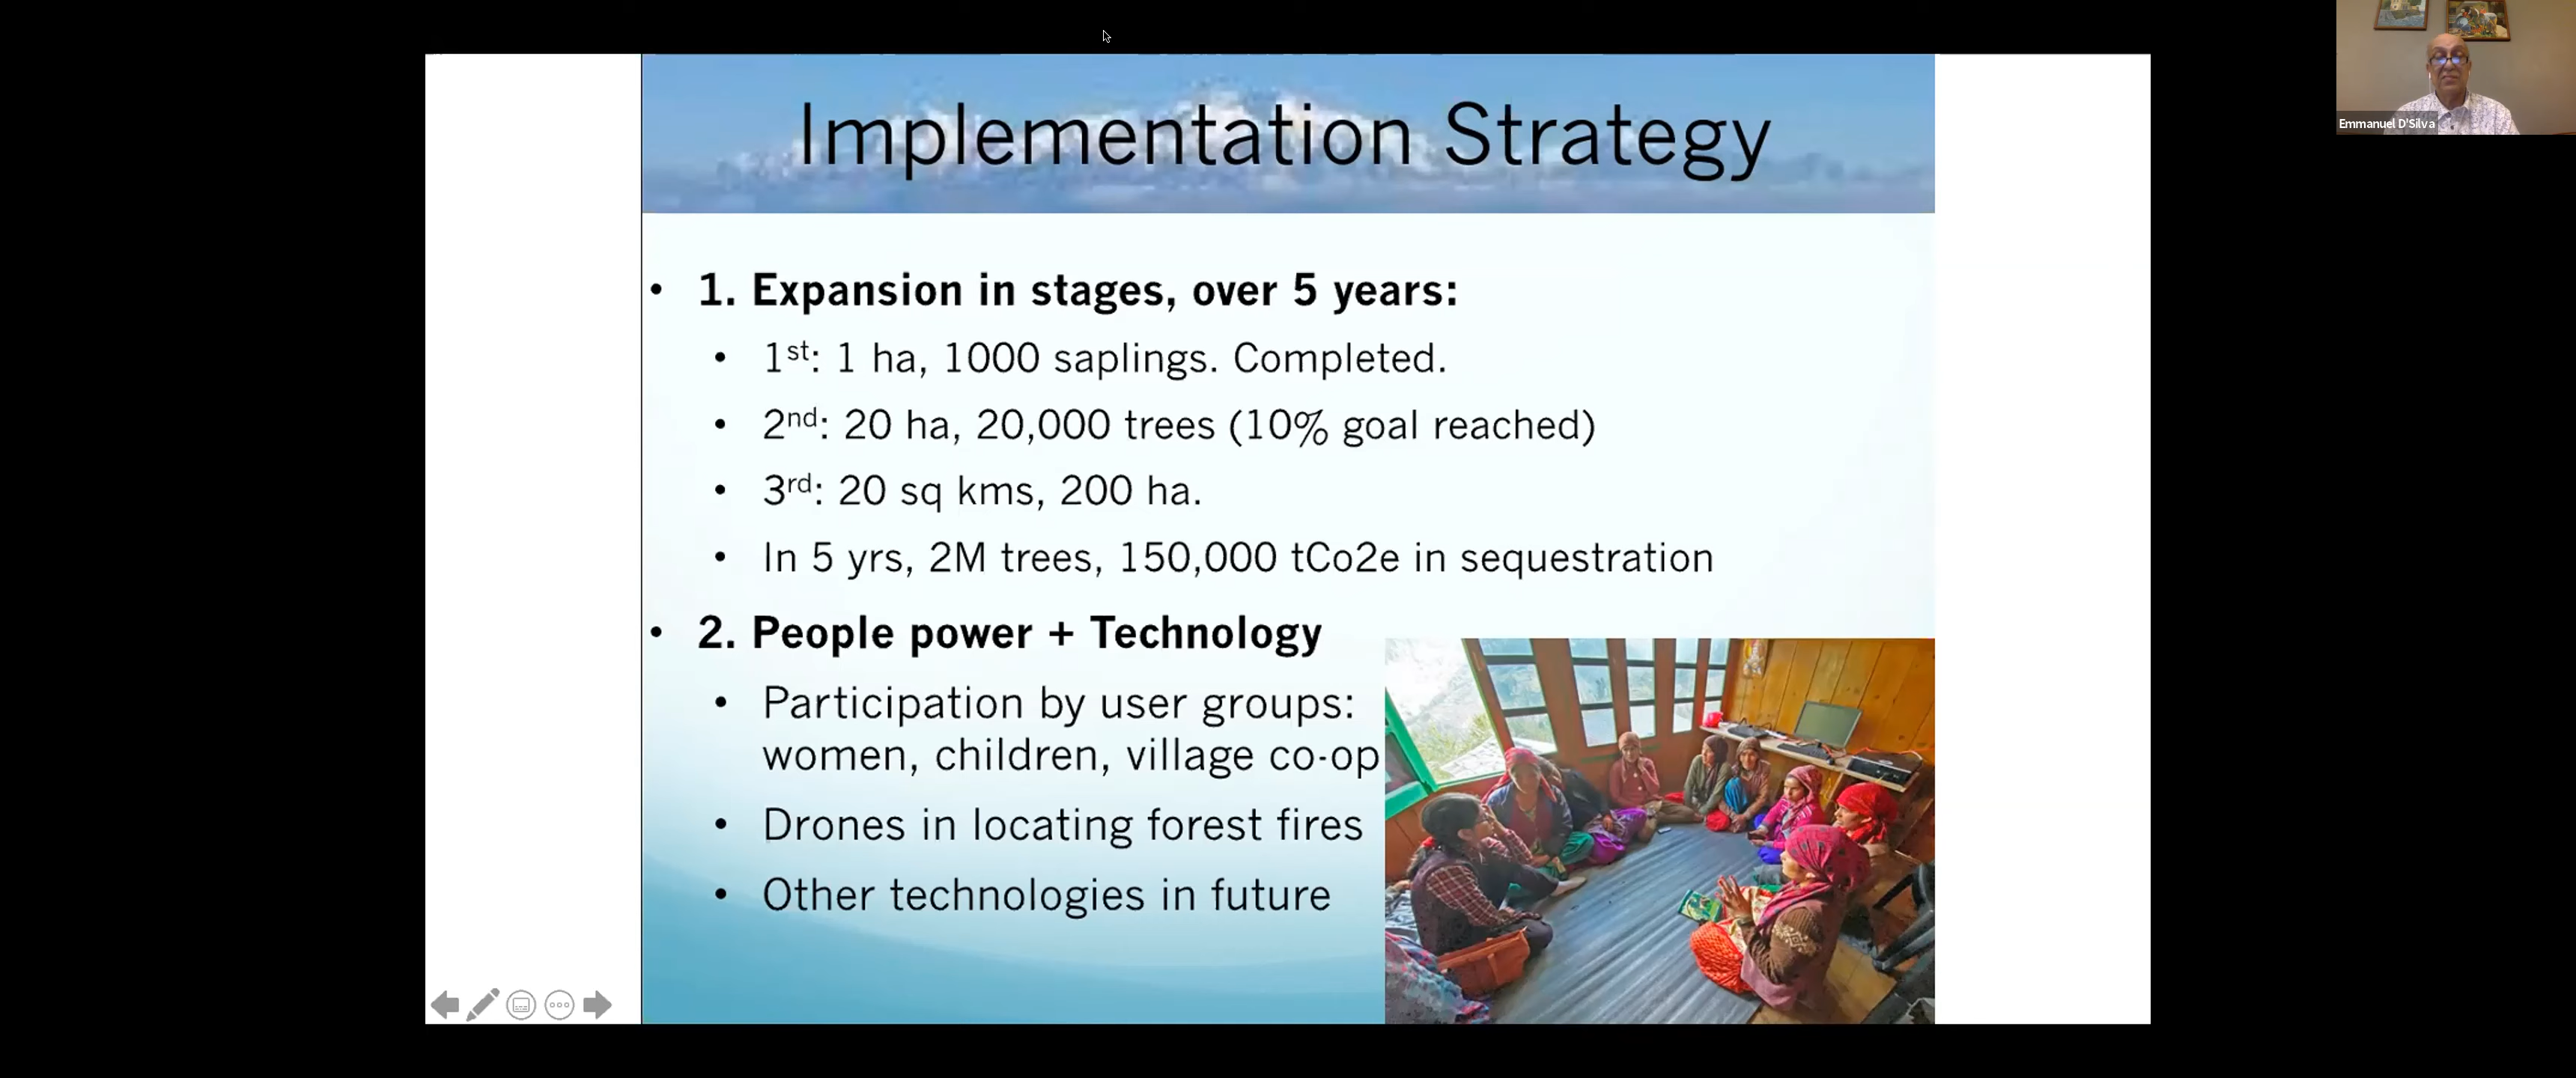 Emmanuel D'Silva
Implementation Strategy
• 1. Expansion in stages, over 5 years:
• 1st: 1 ha, 1000 saplings. Completed.
• 2nd: 20 ha, 20,000 trees (10% goal reached)
• 3rd: 20 sq kms, 200 ha.
• In 5 yrs, 2M trees, 150,000 tCo2e in sequestration
• 2. People power + Technology
• Participation by user groups:
women, children, village co-op
• Drones in locating forest fires
• Other technologies in future